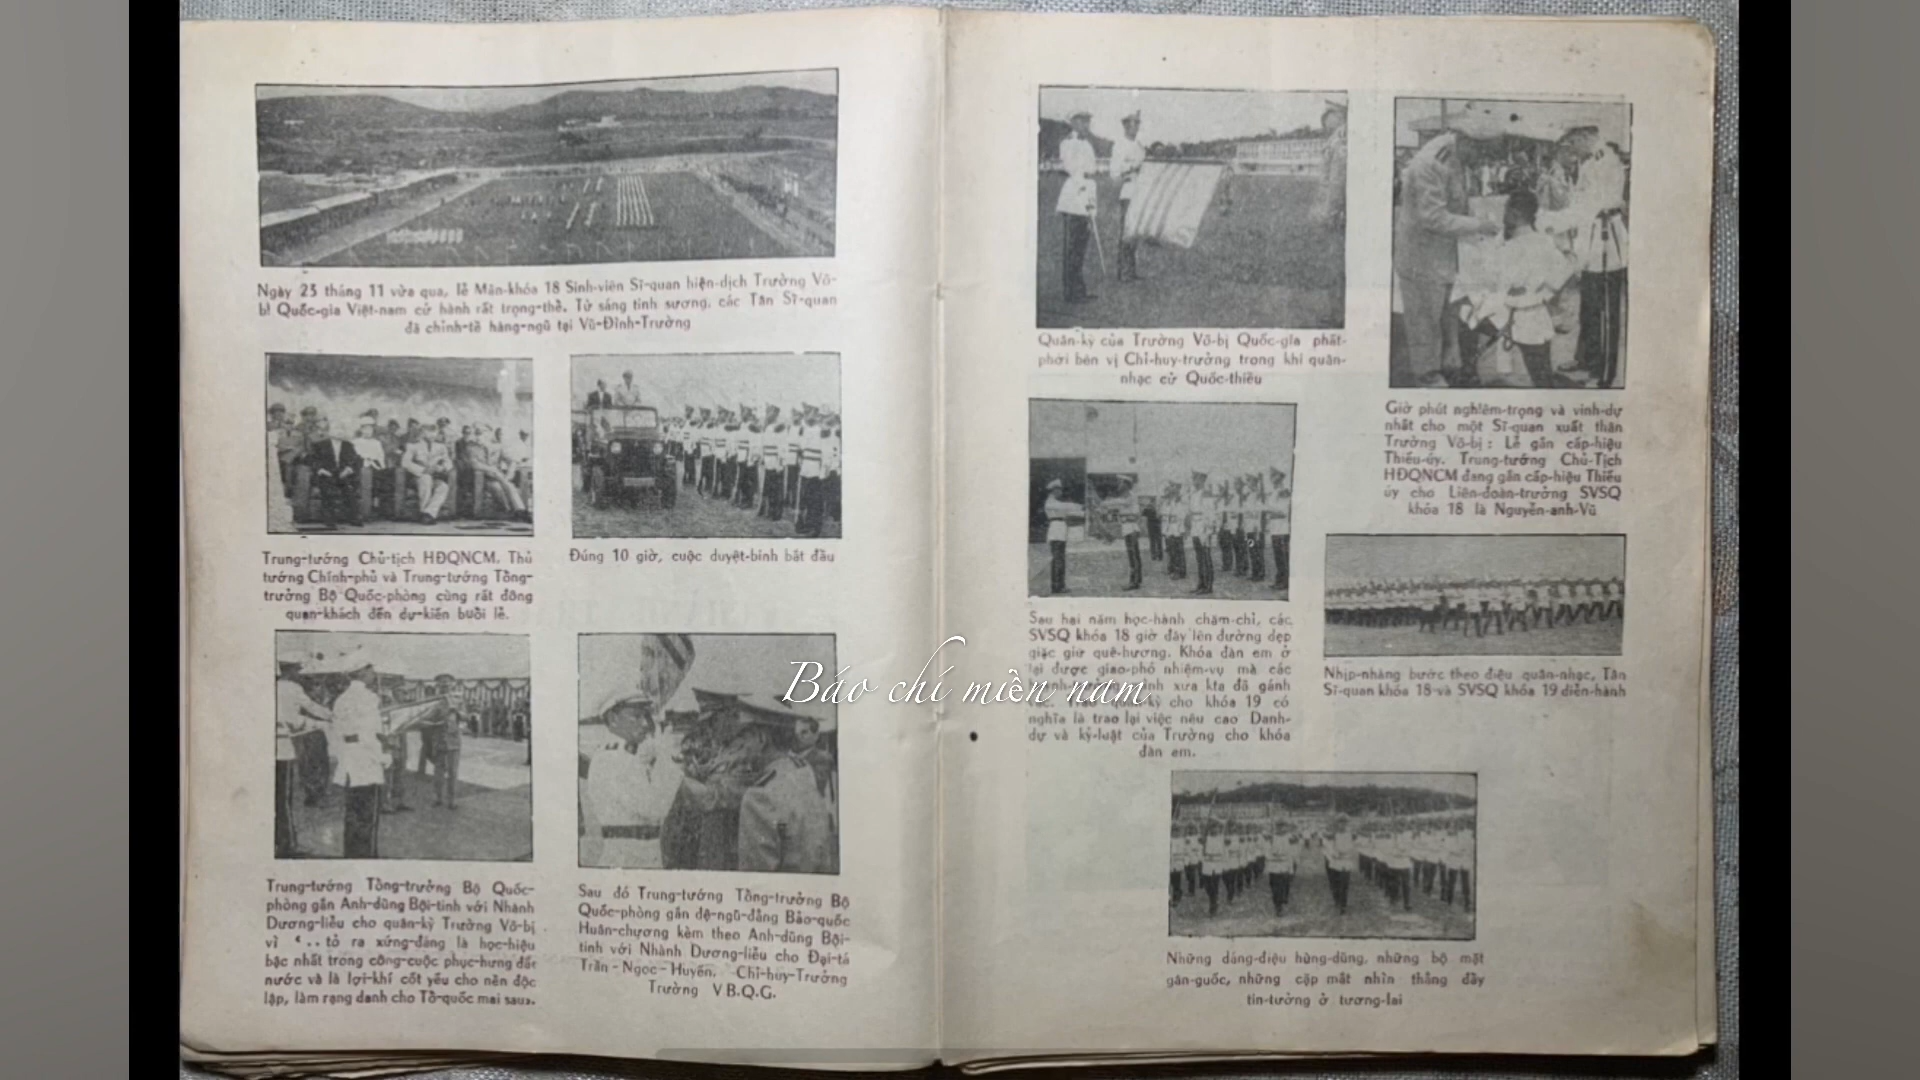 Ngày 23 tháng 11 vừa qua, lễ Mãn-khóa 18 Sinh-viên Sĩ-quan hiện-dịch Trường Võ-
bị Quốc-gia Việt-nam cử hành rất trọng-thể. Từ sáng tinh sương, các Tân Sĩ-quan
đã chỉnh-tề hàng-ngũ tại Vũ-Đình-Trường
Trung-tướng Chủ-tịch HĐQNCM, Thủ
tướng Chính-phủ và Trung-tướng Tổng-
trưởng Bộ Quốc-phòng cùng rất đông
quan-khách đến dự-kiến buổi lễ.
Đúng 10 giờ, cuộc duyệt-binh bắt đầu
Trung-tướng Tổng-trưởng Bộ Quốc-
phòng gắn Anh-dũng Bội-tinh với Nhành
Dương-liễu cho quân-kỳ Trường Võ-bị
vì ‘..tỏ ra xứng-đáng là học-hiệu
bậc nhất trong công-cuộc phục-hưng đất
nước và là lợi-khí cốt yếu cho nền độc
lập, làm rạng danh cho Tổ-quốc mai sau».
Sau đó Trung-tướng Tổng-trưởng Bộ
Quốc-phòng gắn đệ-ngũ-đẳng Bảo-quốc
Huân-chương kèm theo Anh-dũng Bội-
tinh với Nhành Dương-liễu cho Đại-tá
Trần-Ngọc-Huyến, Chỉ-huy-Trưởng
Trường V.B.Q.G.
Quân-kỳ của Trường Võ-bị Quốc-gia phất-
phới bên vị Chỉ-huy-trưởng trong khi quân-
nhạc cử Quốc-thiều
Giờ phút nghiêm-trọng và vinh-dự
nhất cho một Sĩ-quan xuất thân
Trường Võ-bị : Lễ gắn cấp-hiệu
Thiếu-úy. Trung-tướng Chủ-Tịch
HĐQNCM đang gắn cấp-hiệu Thiếu
úy cho Liên-đoàn-trưởng SVSQ
khóa 18 là Nguyễn-anh-Vũ
Sau hai năm học-hành chăm-chỉ, các
SVSQ khóa 18 giờ đây lên đường dẹp
giặc giữ quê-hương. Khóa đàn em ở
lại được giao-phó nhiệm-vụ mà các
xưa kia đã gánh
cho khóa 19 có
nghĩa là trao lại việc nêu cao Danh-
dự và kỷ-luật của Trường cho khóa
đàn em.
Nhịp-nhàng bước theo điệu quân-nhạc, Tân
Sĩ-quan khóa 18 và SVSQ khóa 19 diễn-hành
Những dáng-điệu hùng-dũng, những bộ mặt
gân-guốc, những cặp mắt nhìn thẳng đầy
tin-tưởng ở tương-lai
Báo chí miền nam